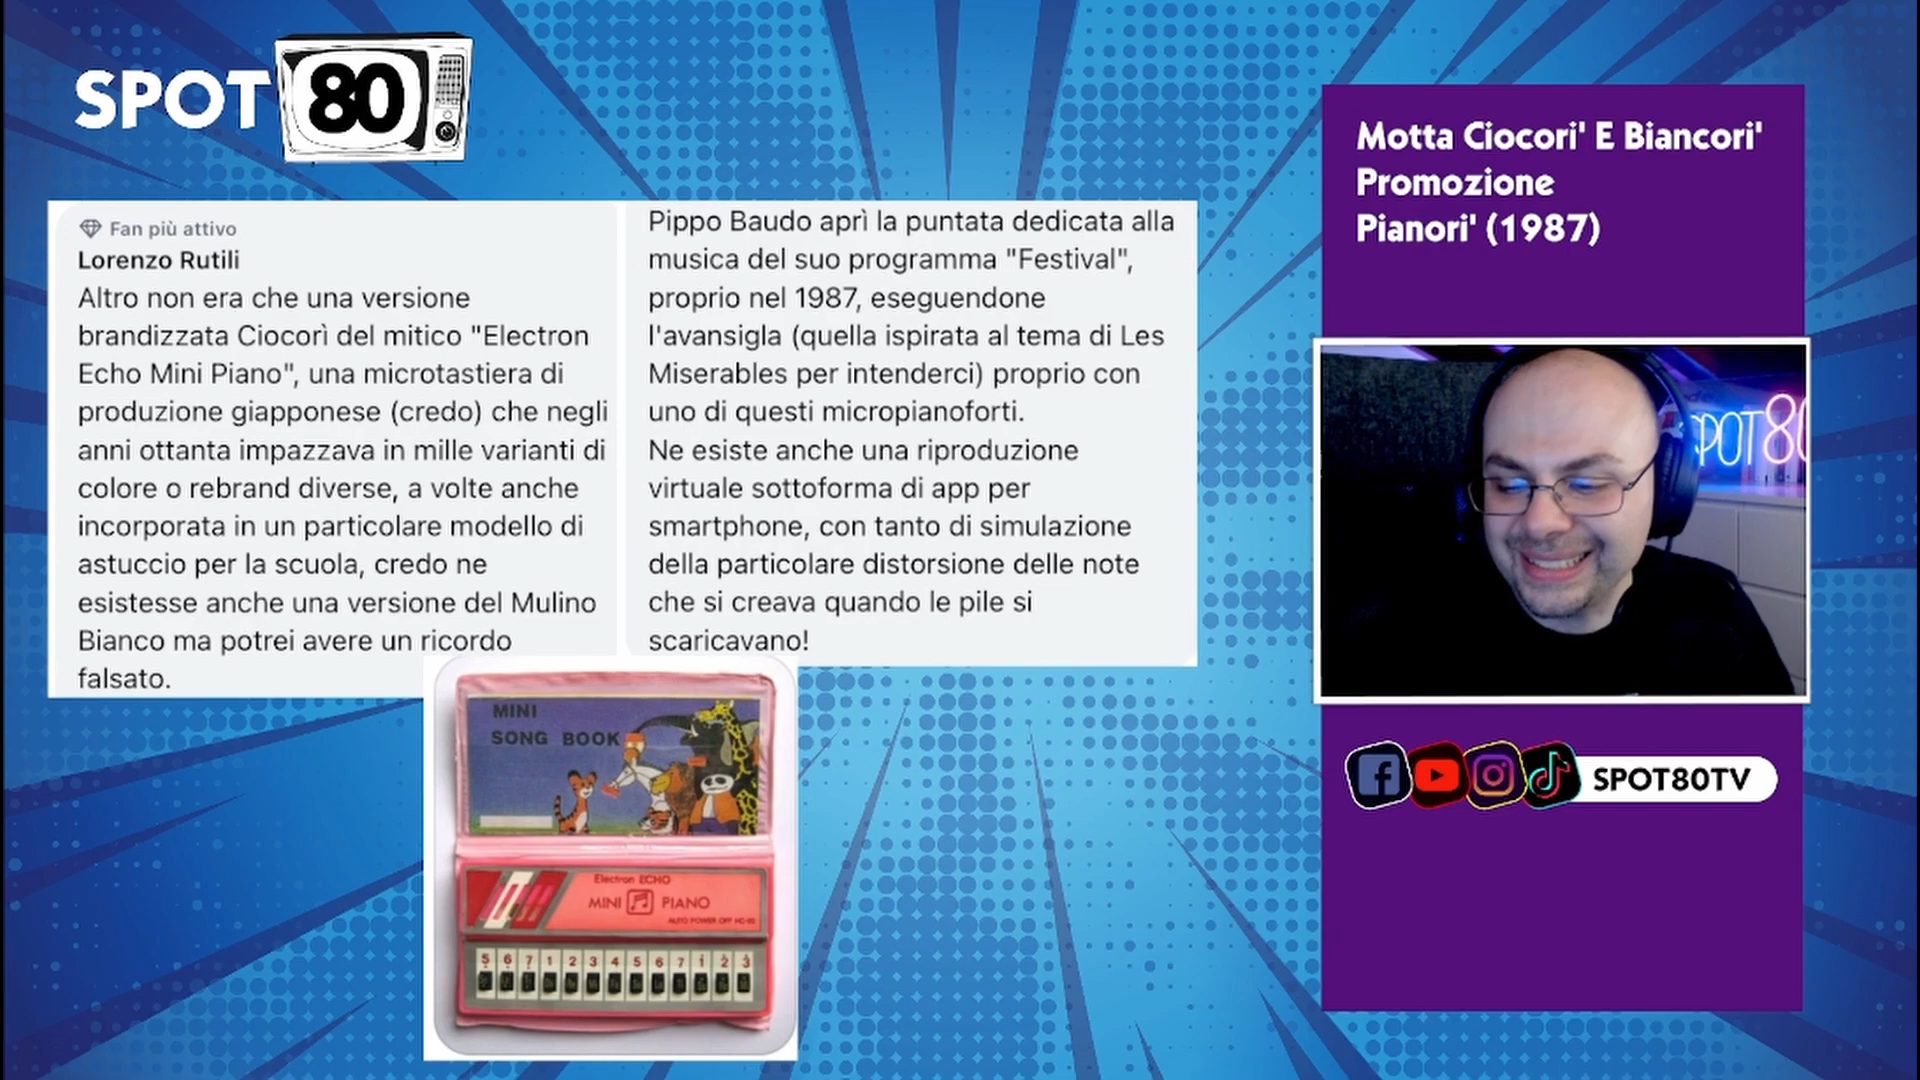 SPOT 80
Fan più attivo
Lorenzo Rutili
Altro non era che una versione
brandizzata Ciocorì del mitico "Electron
Echo Mini Piano", una microtastiera di
produzione giapponese (credo) che negli
anni ottanta impazzava in mille varianti di
colore o rebrand diverse, a volte anche
incorporata in un particolare modello di
astuccio per la scuola, credo ne
esistesse anche una versione del Mulino
Bianco ma potrei avere un ricordo
falsato.
Pippo Baudo aprì la puntata dedicata alla
musica del suo programma "Festival",
proprio nel 1987, eseguendone
l'avansigla (quella ispirata al tema di Les
Miserables per intenderci) proprio con
uno di questi micropianoforti.
Ne esiste anche una riproduzione
virtuale sottoforma di app per
smartphone, con tanto di simulazione
della particolare distorsione delle note
che si creava quando le pile si
scaricavano!
MINI
SONG BOOK
Electron ECHO
MINI PIANO
AUTO POWER OFF
5 6 7 1 2 3 4 5 6 7 1 2 3
Motta Ciocori' E Biancori'
Promozione
Pianori' (1987)
SPOT80
SPOT80TV